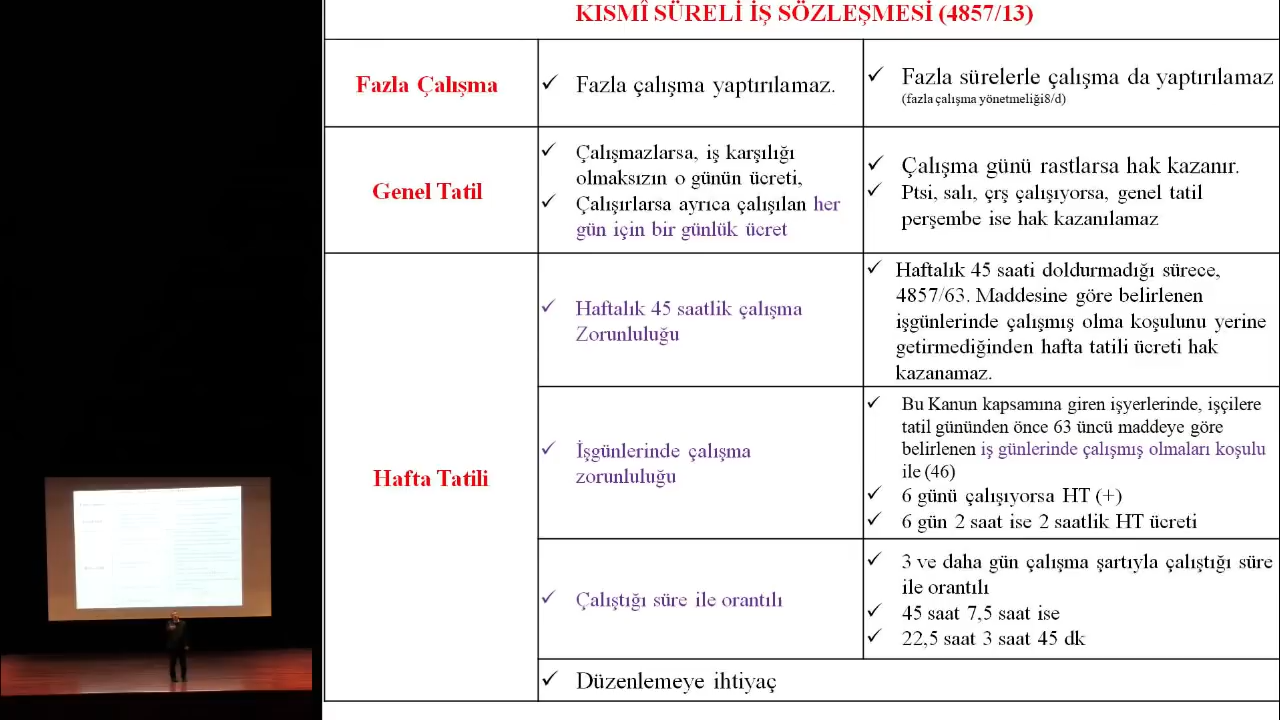 KISMÎ SÜRELİ İŞ SÖZLEŞMESİ (4857/13)
Fazla Çalışma
✓ Fazla çalışma yaptırılamaz.
✓ Fazla sürelerle çalışma da yaptırılamaz
(fazla çalışma yönetmeliği8/d)
Genel Tatil
✓ Çalışmazlarsa, iş karşılığı
olmaksızın o günün ücreti,
✓ Çalışırlarsa ayrıca çalışılan her
gün için bir günlük ücret
✓ Çalışma günü rastlarsa hak kazanır.
✓ Ptsi, salı, çrş çalışıyorsa, genel tatil
perşembe ise hak kazanılamaz
Hafta Tatili
✓ Haftalık 45 saatlik çalışma
Zorunluluğu
✓ Haftalık 45 saati doldurmadığı sürece,
4857/63. Maddesine göre belirlenen
işgünlerinde çalışmış olma koşulunu yerine
getirmediğinden hafta tatili ücreti hak
kazanamaz.
✓ İşgünlerinde çalışma
zorunluluğu
✓ Bu Kanun kapsamına giren işyerlerinde, işçilere
tatil gününden önce 63 üncü maddeye göre
belirlenen iş günlerinde çalışmış olmaları koşulu
ile (46)
✓ 6 günü çalışıyorsa HT (+)
✓ 6 gün 2 saat ise 2 saatlik HT ücreti
✓ Çalıştığı süre ile orantılı
✓ 3 ve daha gün çalışma şartıyla çalıştığı süre
ile orantılı
✓ 45 saat 7,5 saat ise
✓ 22,5 saat 3 saat 45 dk
✓ Düzenlemeye ihtiyaç